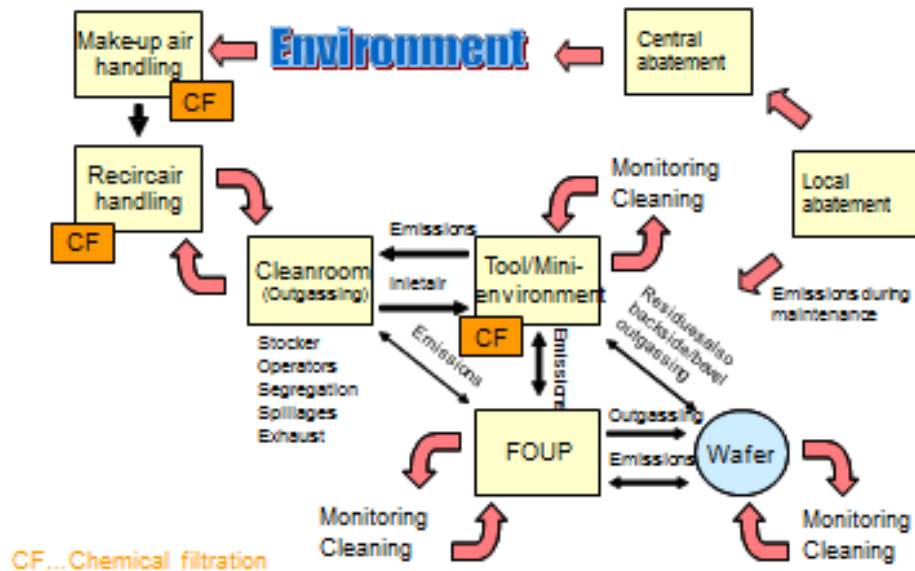 Make-up air
handling
CF
Environment
Central
abatement
Recircair
handling
CF
Monitoring
Cleaning
Local
abatement
Emissions
Cleanroom
(Outgassing)
Inletair
Tool/Mini-
environment
CF
Emissions during
maintenance
Residuesalso
backside/bevel
outgassing
Stocker
Operators
Segregation
Spillages
Exhaust
Emissions
Emissions
FOUP
Outgassing
Emissions
Wafer
Monitoring
Cleaning
Monitoring
Cleaning
CF...Chemical filtration